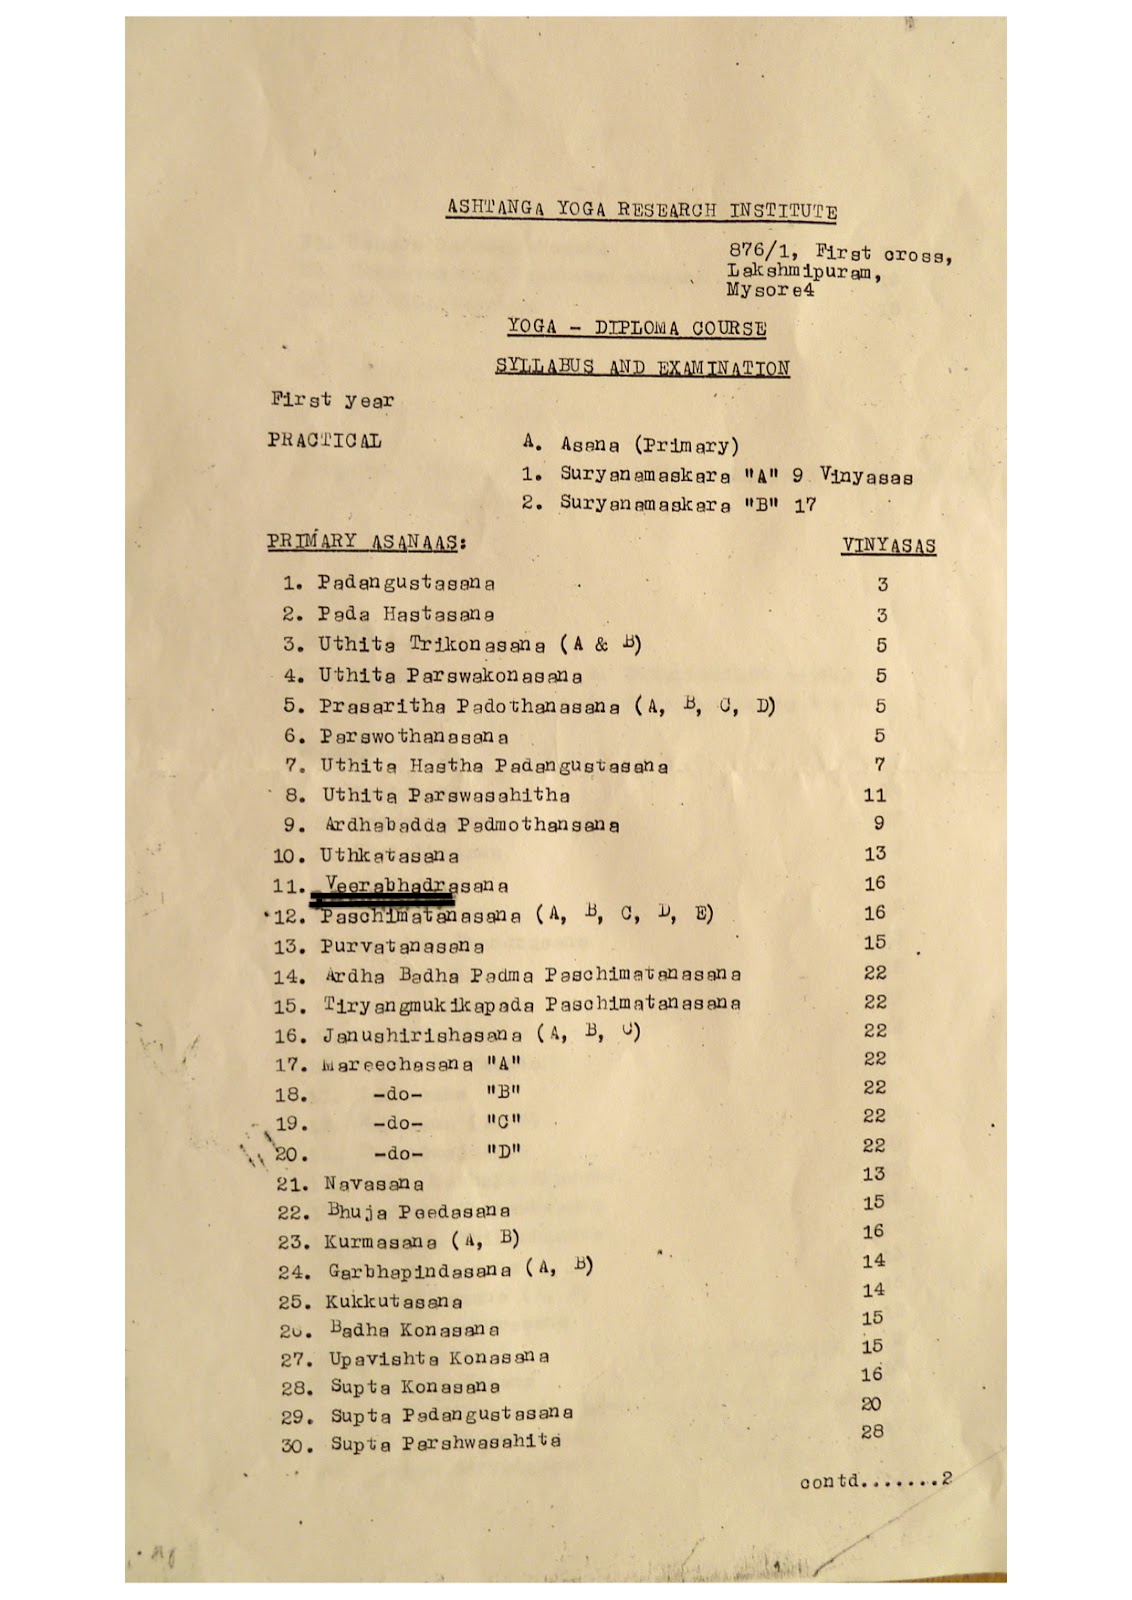 ASHTANGA YOGA RESEARCH INSTITUTE
876/1, First cross,
Lakshmipuram,
Mysore4
YOGA - DIPLOMA COURSE
SYLLABUS AND EXAMINATION
First year
PRACTICAL A. Asana (Primary)
1. Suryanamaskara "A" 9 Vinyasas
2. Suryanamaskara "B" 17
PRIMARY ASANAAS: VINYASAS
1. Padangustasana 3
2. Pada Hastasana 3
3. Uthita Trikonasana (A & B) 5
4. Uthita Parswakonasana 5
5. Prasaritha Padothanasana (A, B, C, D) 5
6. Parswothanasana 5
7. Uthita Hastha Padangustasana 7
8. Uthita Parswasahitha 11
9. Ardhabadda Padmothansana 9
10. Uthkatasana 13
11. Veerabhadrasana 16
12. Paschimatanasana (A, B, C, D, E) 16
13. Purvatanasana 15
14. Ardha Badha Padma Paschimatanasana 22
15. Tiryangmukikapada Paschimatanasana 22
16. Janushirishasana (A, B, C) 22
17. Mareechasana "A" 22
18. -do- "B" 22
19. -do- "C" 22
20. -do- "D" 22
21. Navasana 13
22. Bhuja Peedasana 15
23. Kurmasana (A, B) 16
24. Garbhapindasana (A, B) 14
25. Kukkutasana 14
26. Badha Konasana 15
27. Upavishta Konasana 15
28. Supta Konasana 16
29. Supta Padangustasana 20
30. Supta Parshwasahita 28
contd.......2